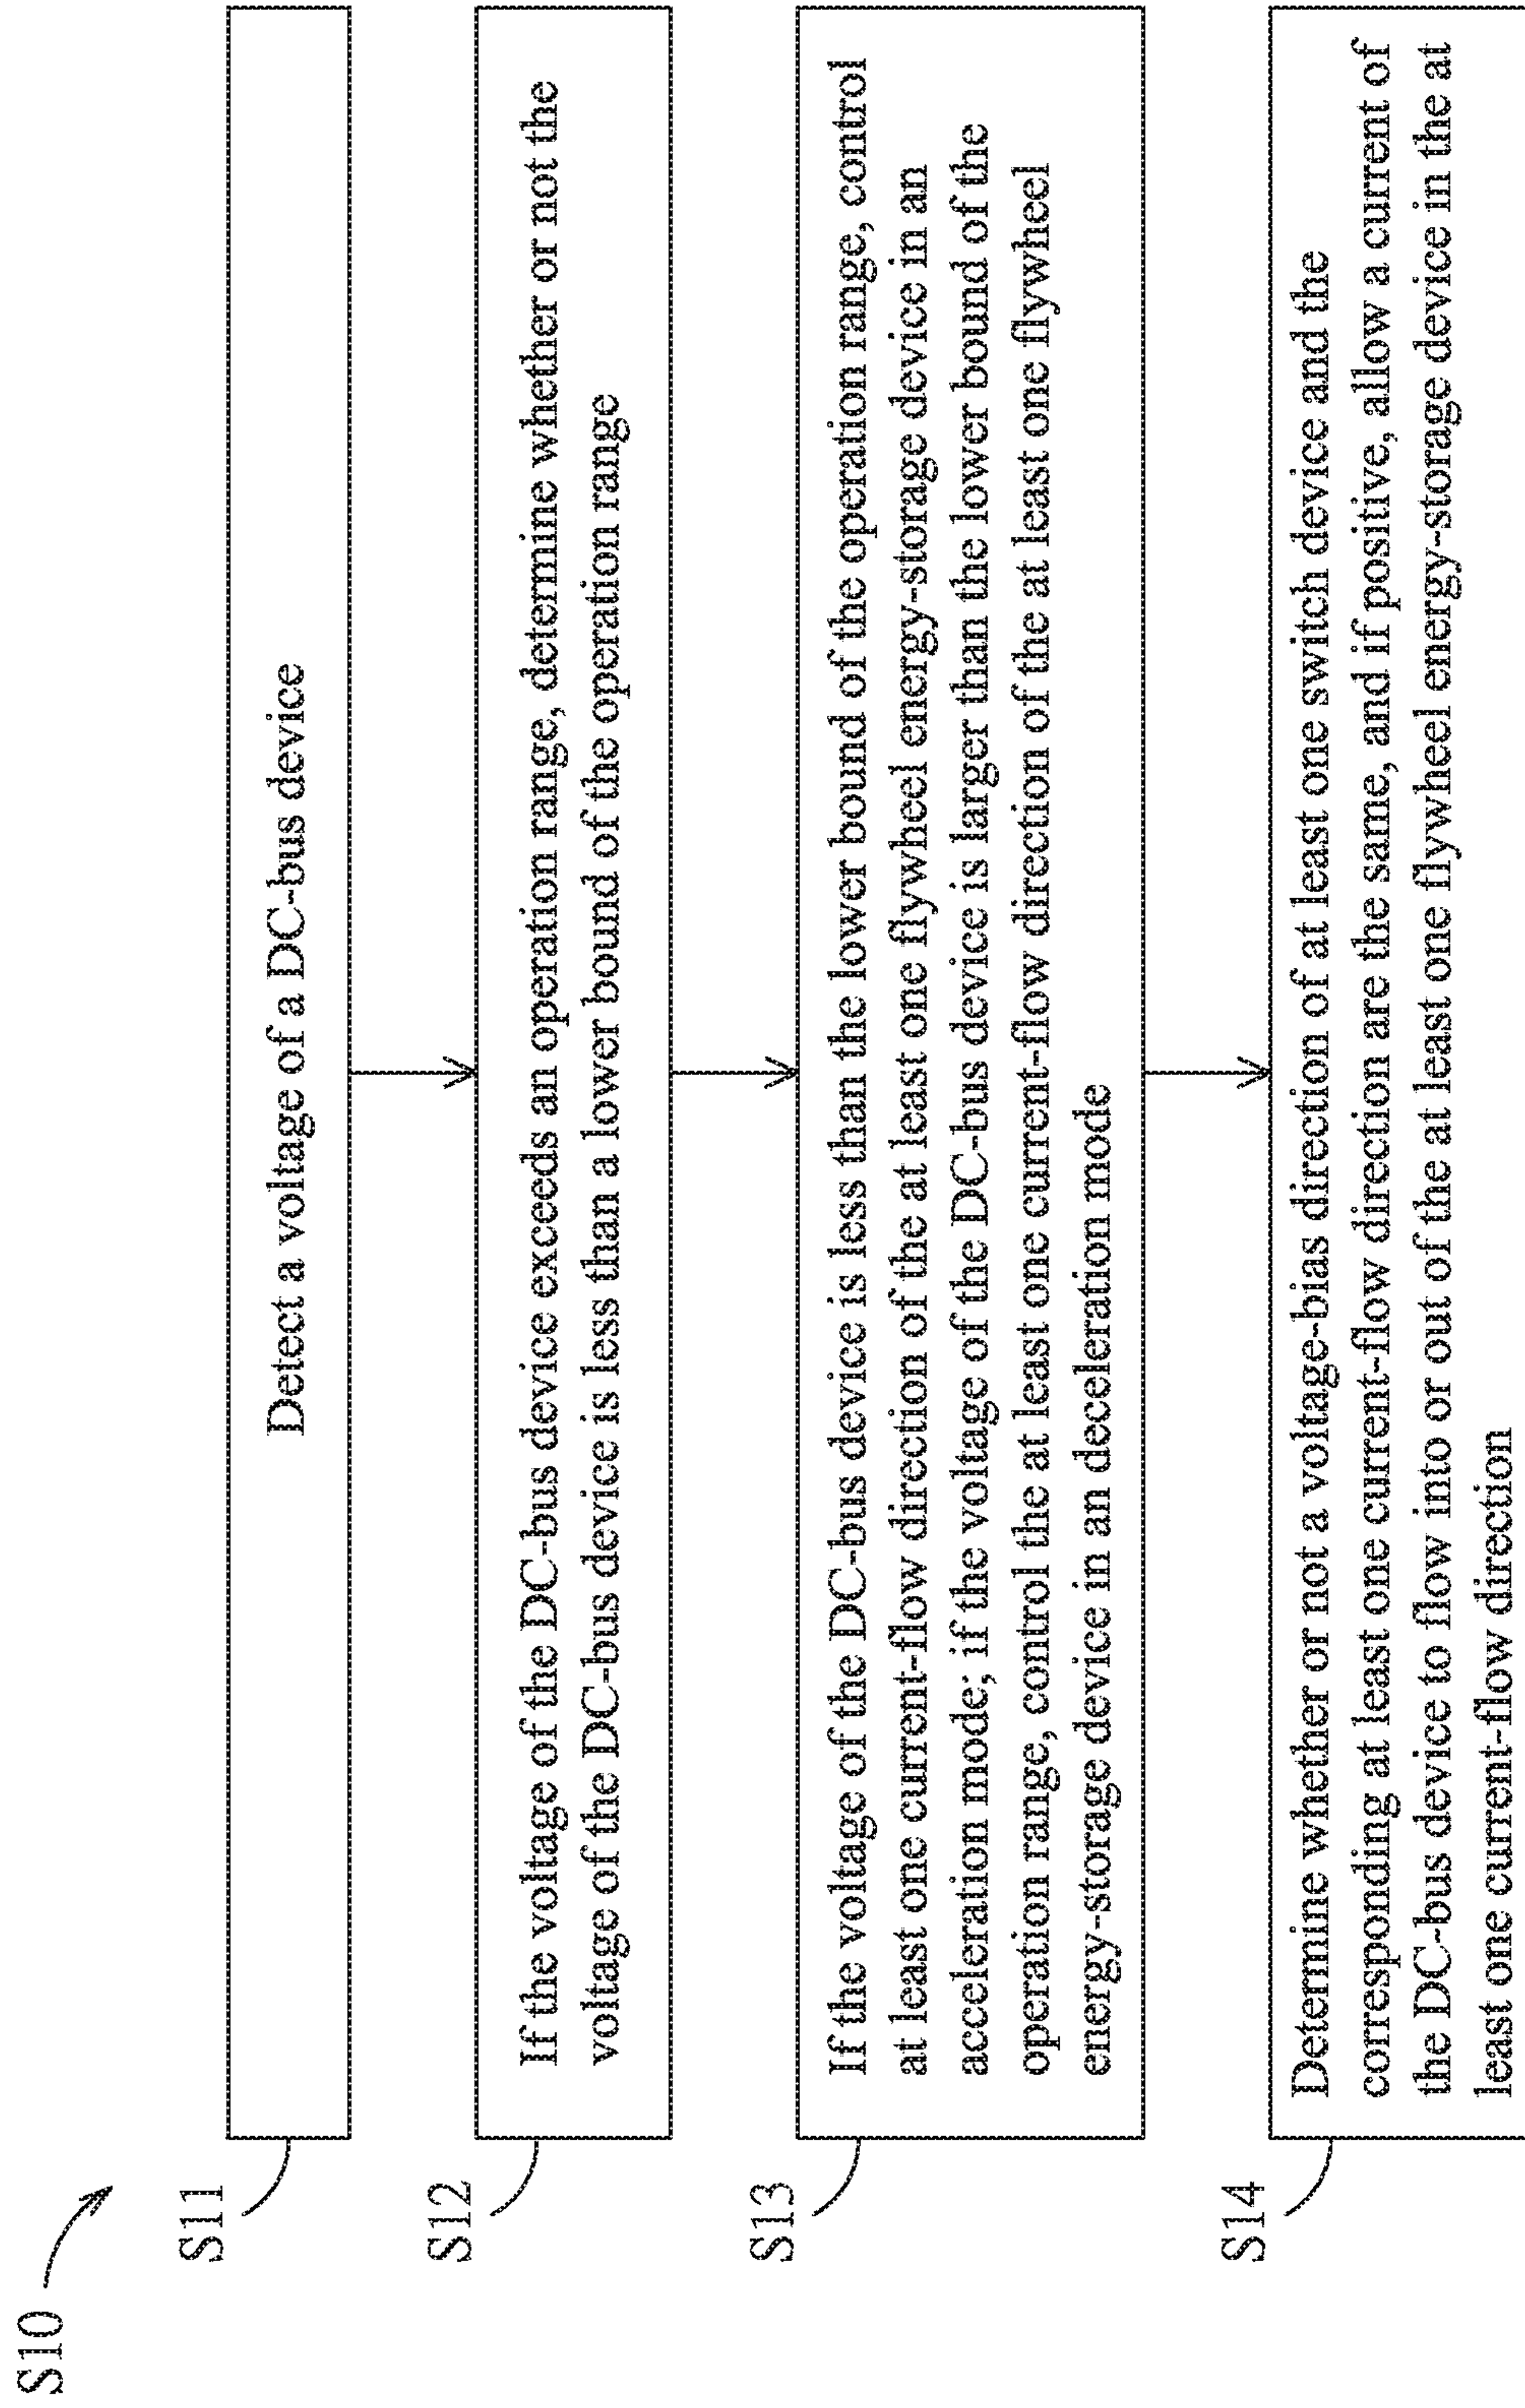 S10
S11
Detect a voltage of a DC-bus device
S12
If the voltage of the DC-bus device exceeds an operation range, determine whether or not the
voltage of the DC-bus device is less than a lower bound of the operation range
S13
If the voltage of the DC-bus device is less than the lower bound of the operation range, control
at least one current-flow direction of the at least one flywheel energy-storage device in an
acceleration mode; if the voltage of the DC-bus device is larger than the lower bound of the
operation range, control the at least one current-flow direction of the at least one flywheel
energy-storage device in an deceleration mode
S14
Determine whether or not a voltage-bias direction of at least one switch device and the
corresponding at least one current-flow direction are the same, and if positive, allow a current of
the DC-bus device to flow into or out of the at least one flywheel energy-storage device in the at
least one current-flow direction